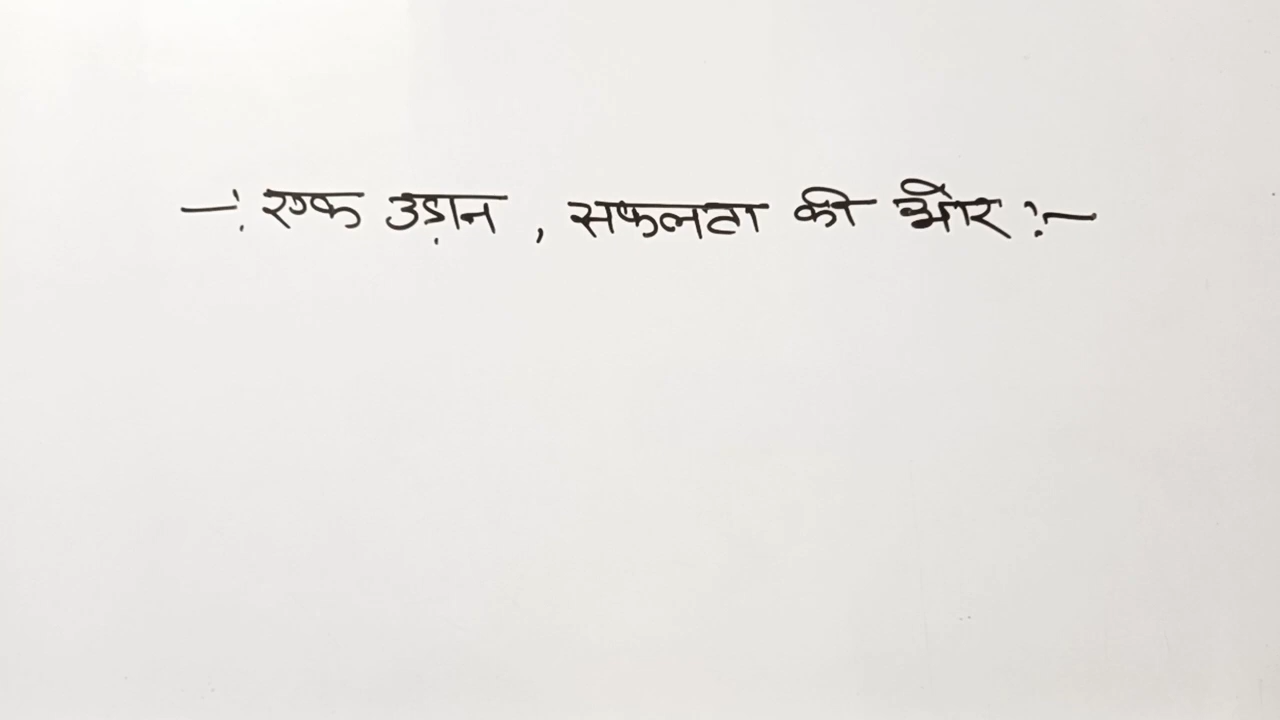 -: एक उड़ान , सफलता की ओर :-